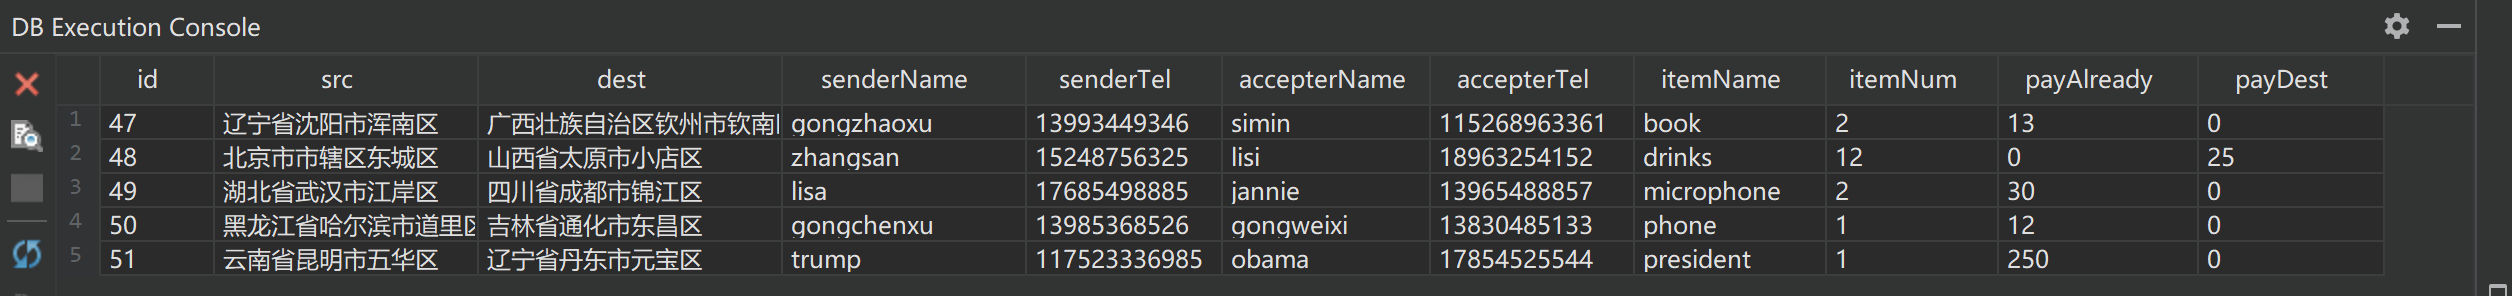 DB Execution Console
id src dest senderName senderTel accepterName accepterTel itemName itemNum payAlready payDest
1 47 辽宁省沈阳市浑南区 广西壮族自治区钦州市钦南 gongzhaoxu 13993449346 simin 115268963361 book 2 13 0
2 48 北京市市辖区东城区 山西省太原市小店区 zhangsan 15248756325 lisi 18963254152 drinks 12 0 25
3 49 湖北省武汉市江岸区 四川省成都市锦江区 lisa 17685498885 jannie 13965488857 microphone 2 30 0
4 50 黑龙江省哈尔滨市道里区 吉林省通化市东昌区 gongchenxu 13985368526 gongweixi 13830485133 phone 1 12 0
5 51 云南省昆明市五华区 辽宁省丹东市元宝区 trump 117523336985 obama 17854525544 president 1 250 0